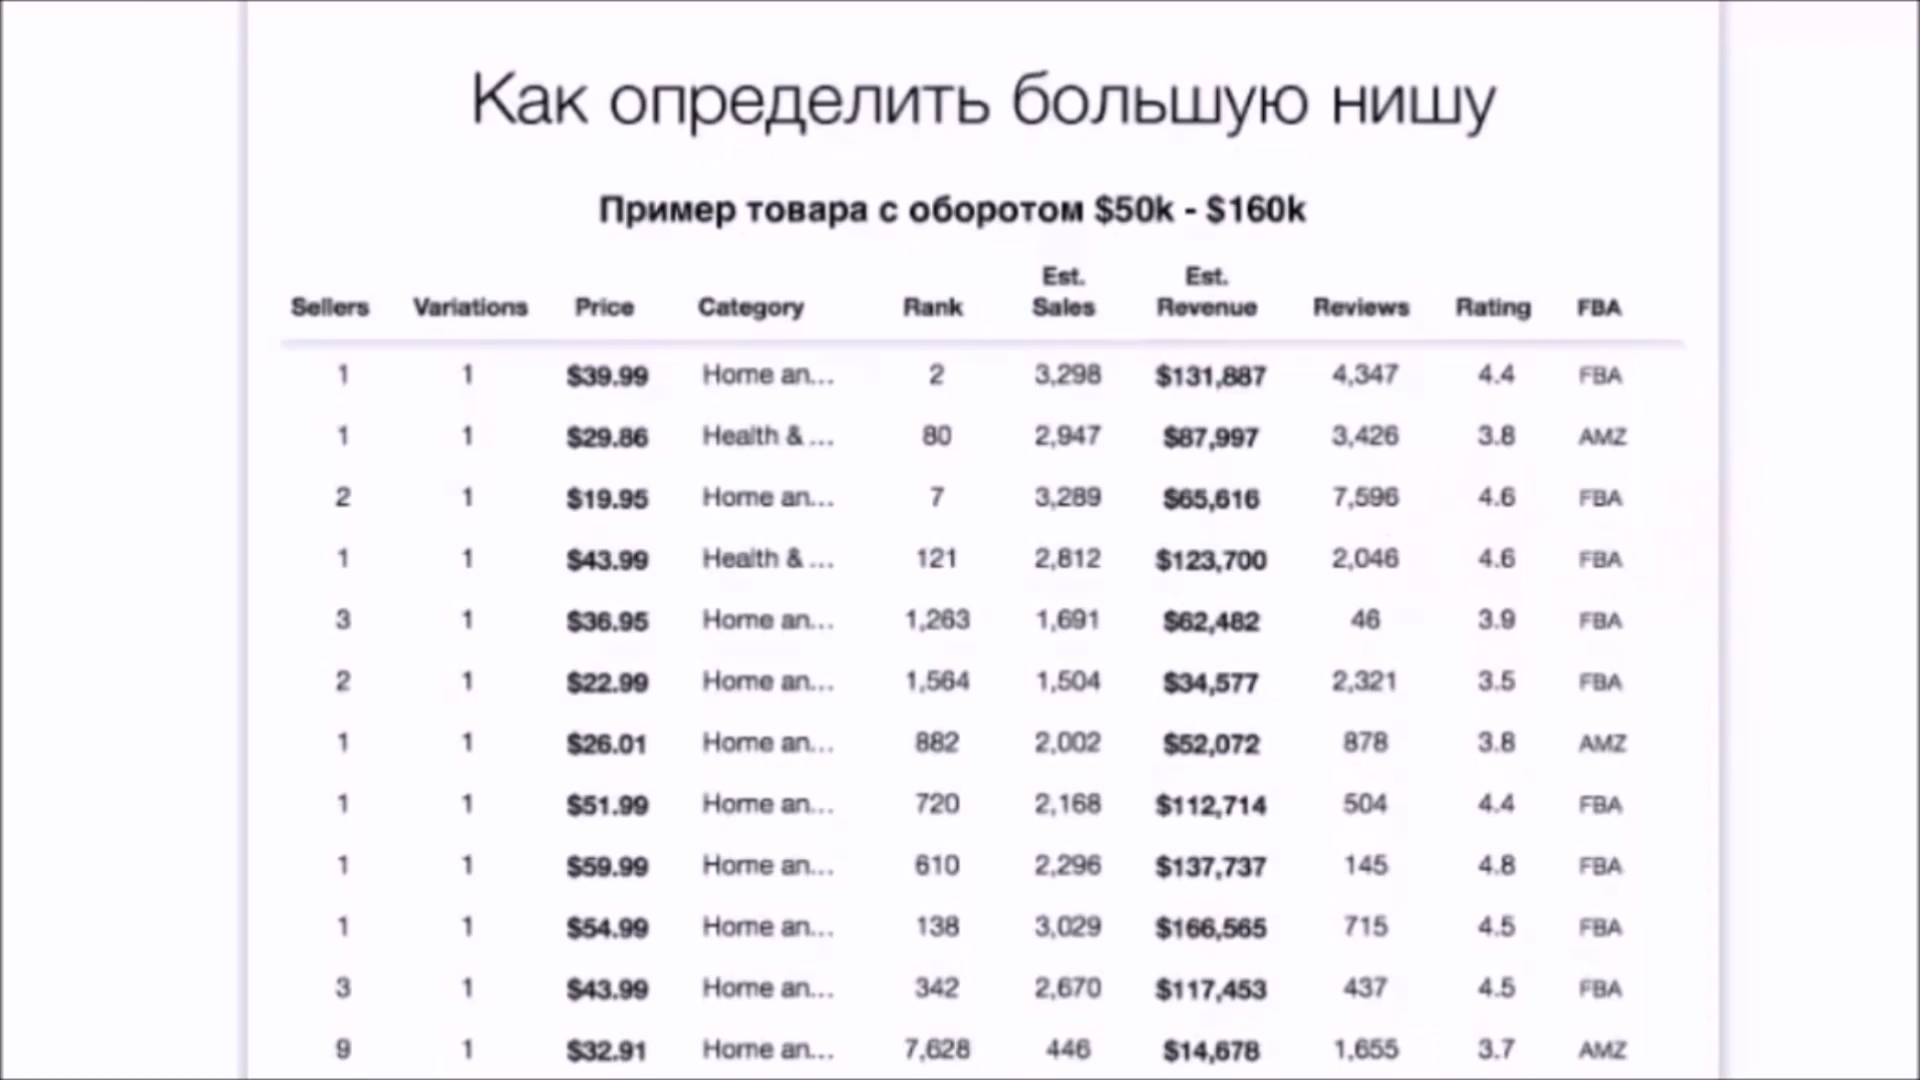 Как определить большую нишу
Пример товара с оборотом $50k - $160k
Sellers Variations Price Category Rank Est. Sales Est. Revenue Reviews Rating FBA
1 1 $39.99 Home an... 2 3,298 $131,887 4,347 4.4 FBA
1 1 $29.86 Health & ... 80 2,947 $87,997 3,426 3.8 AMZ
2 1 $19.95 Home an... 7 3,289 $65,616 7,596 4.6 FBA
1 1 $43.99 Health & ... 121 2,812 $123,700 2,046 4.6 FBA
3 1 $36.95 Home an... 1,263 1,691 $62,482 46 3.9 FBA
2 1 $22.99 Home an... 1,564 1,504 $34,577 2,321 3.5 FBA
1 1 $26.01 Home an... 882 2,002 $52,072 878 3.8 AMZ
1 1 $51.99 Home an... 720 2,168 $112,714 504 4.4 FBA
1 1 $59.99 Home an... 610 2,296 $137,737 145 4.8 FBA
1 1 $54.99 Home an... 138 3,029 $166,565 715 4.5 FBA
3 1 $43.99 Home an... 342 2,670 $117,453 437 4.5 FBA
9 1 $32.91 Home an... 7,628 446 $14,678 1,655 3.7 AMZ